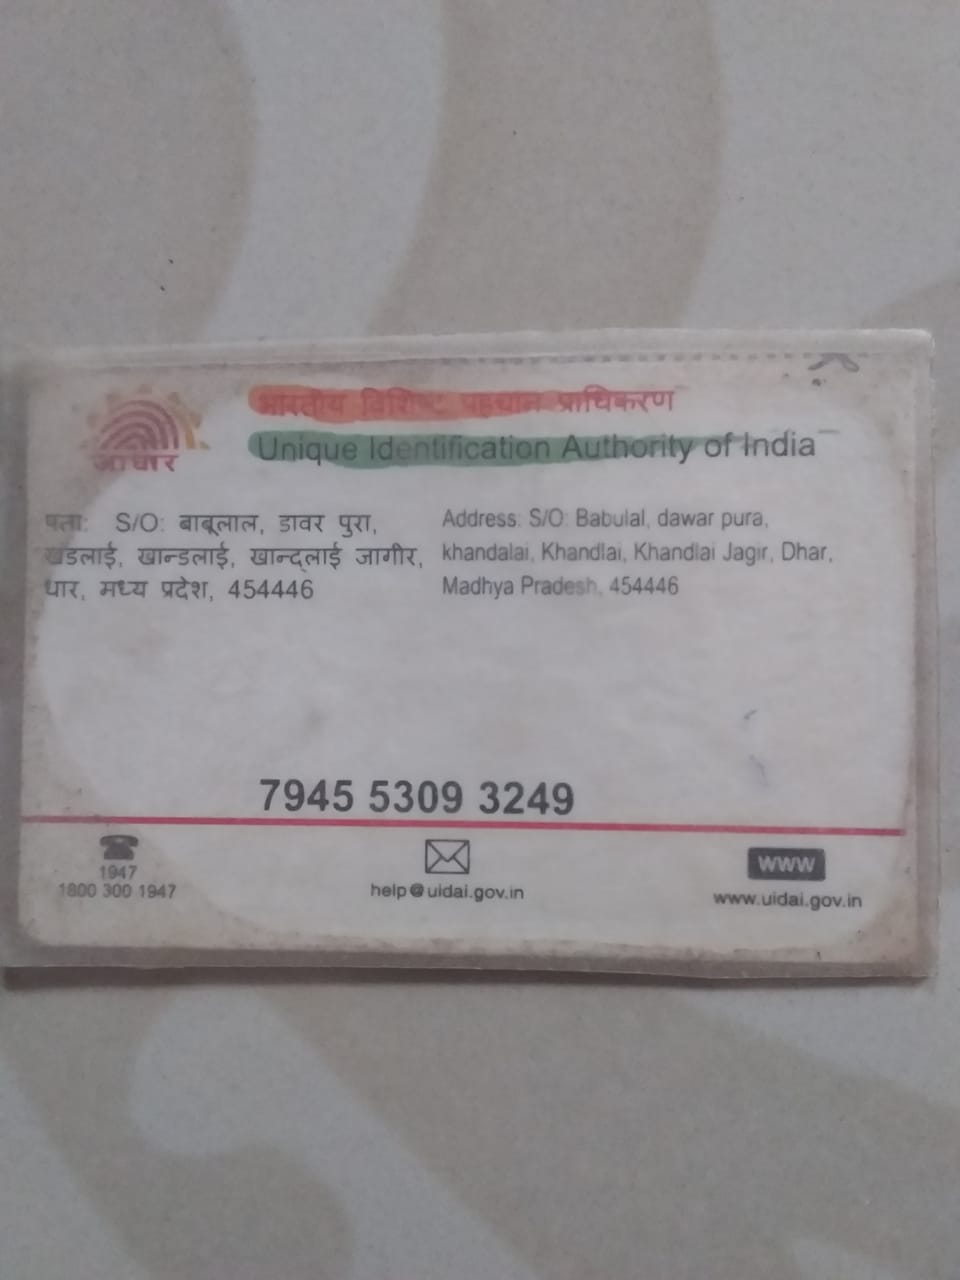 भारतीय विशिष्ट पहचान प्राधिकरण
Unique Identification Authority of India
आधार
पता: S/O: बाबूलाल, डावर पुरा,
खंडलाई, खान्डलाई, खान्द्लाई जागीर,
धार, मध्य प्रदेश, 454446
Address: S/O: Babulal, dawar pura,
khandalai, Khandlai, Khandlai Jagir, Dhar,
Madhya Pradesh, 454446
7945 5309 3249
1947
1800 300 1947
help@uidai.gov.in
www
www.uidai.gov.in